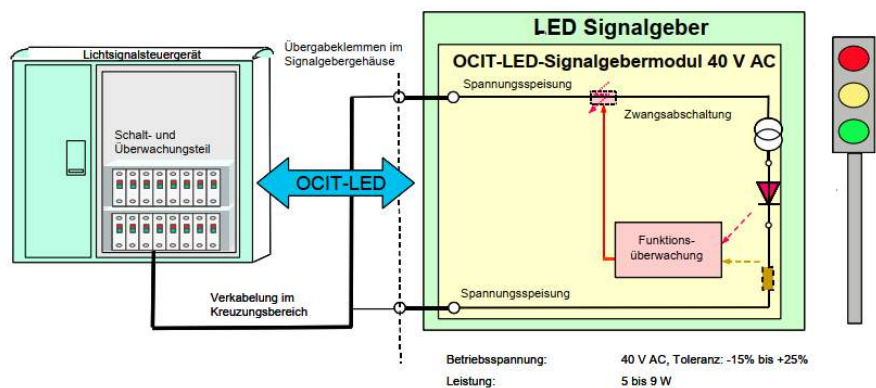 LED Signalgeber
Lichtsignalsteuergerät
Übergabeklemmen im
Signalgebergehäuse
OCIT-LED-Signalgebermodul 40 V AC
Spannungsspeisung
Zwangsabschaltung
Schalt- und
Überwachungsteil
OCIT-LED
Funktions-
überwachung
Verkabelung im
Kreuzungsbereich
Spannungsspeisung
Betriebsspannung: 40 V AC, Toleranz: -15% bis +25%
Leistung: 5 bis 9 W